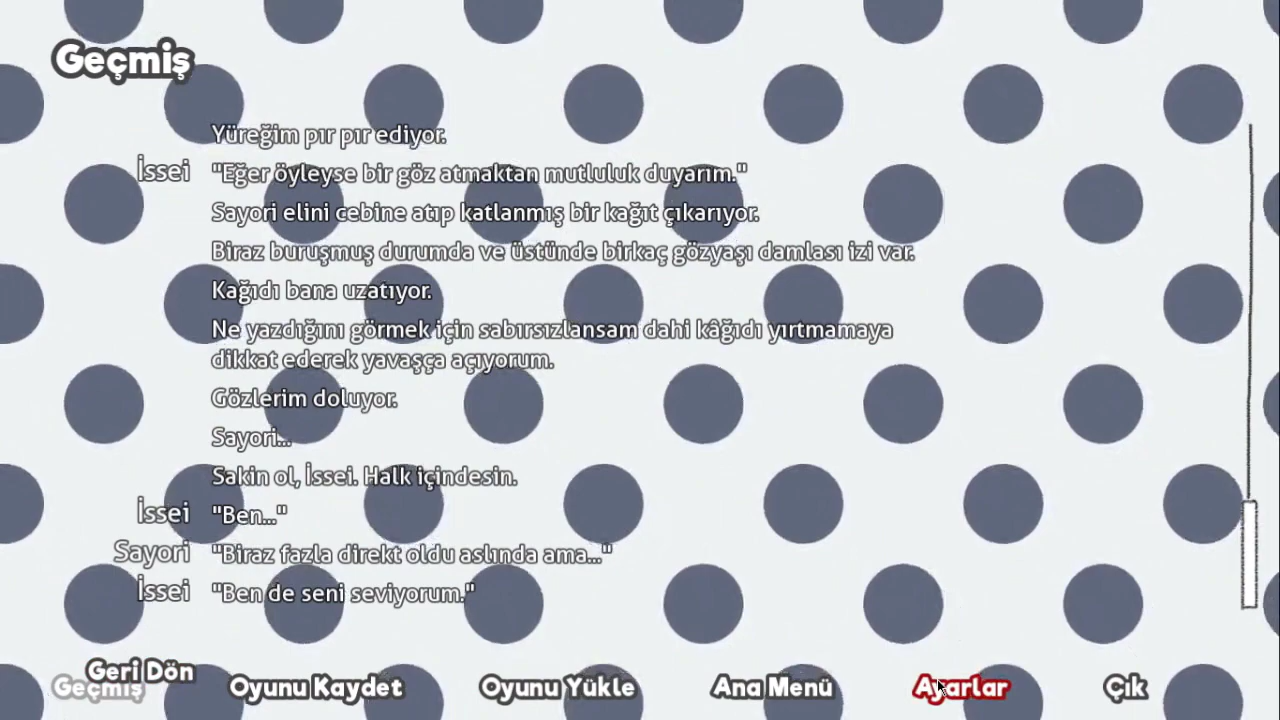 Geçmiş
Yüreğim pır pır ediyor.
İssei "Eğer öyleyse bir göz atmaktan mutluluk duyarım."
Sayori elini cebine atıp katlanmış bir kağıt çıkarıyor.
Biraz buruşmuş durumda ve üstünde birkaç gözyaşı damlası izi var.
Kağıdı bana uzatıyor.
Ne yazdığını görmek için sabırsızlansam dahi kâğıdı yırtmamaya
dikkat ederek yavaşça açıyorum.
Gözlerim doluyor.
Sayori...
Sakin ol, İssei. Halk içindesin.
İssei "Ben..."
Sayori "Biraz fazla direkt oldu aslında ama..."
İssei "Ben de seni seviyorum."
Geri Dön
Geçmiş Oyunu Kaydet Oyunu Yükle Ana Menü Ayarlar Çık